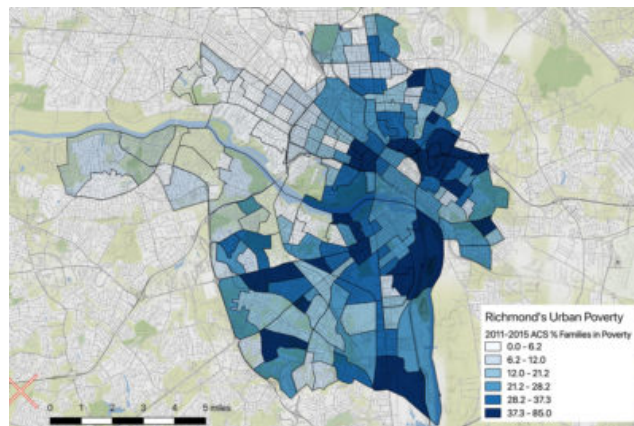 Richmond's Urban Poverty
2011-2015 ACS % Families in Poverty
0.0 - 6.2
6.2 - 12.0
12.0 - 21.2
21.2 - 28.2
28.2 - 37.3
37.3 - 85.0
0 1 2 3 4 5 miles